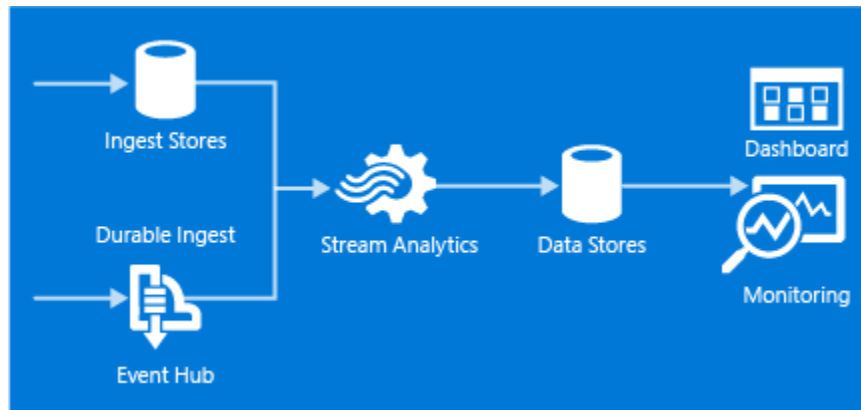 Ingest Stores
Durable Ingest
Event Hub
Stream Analytics
Data Stores
Dashboard
Monitoring